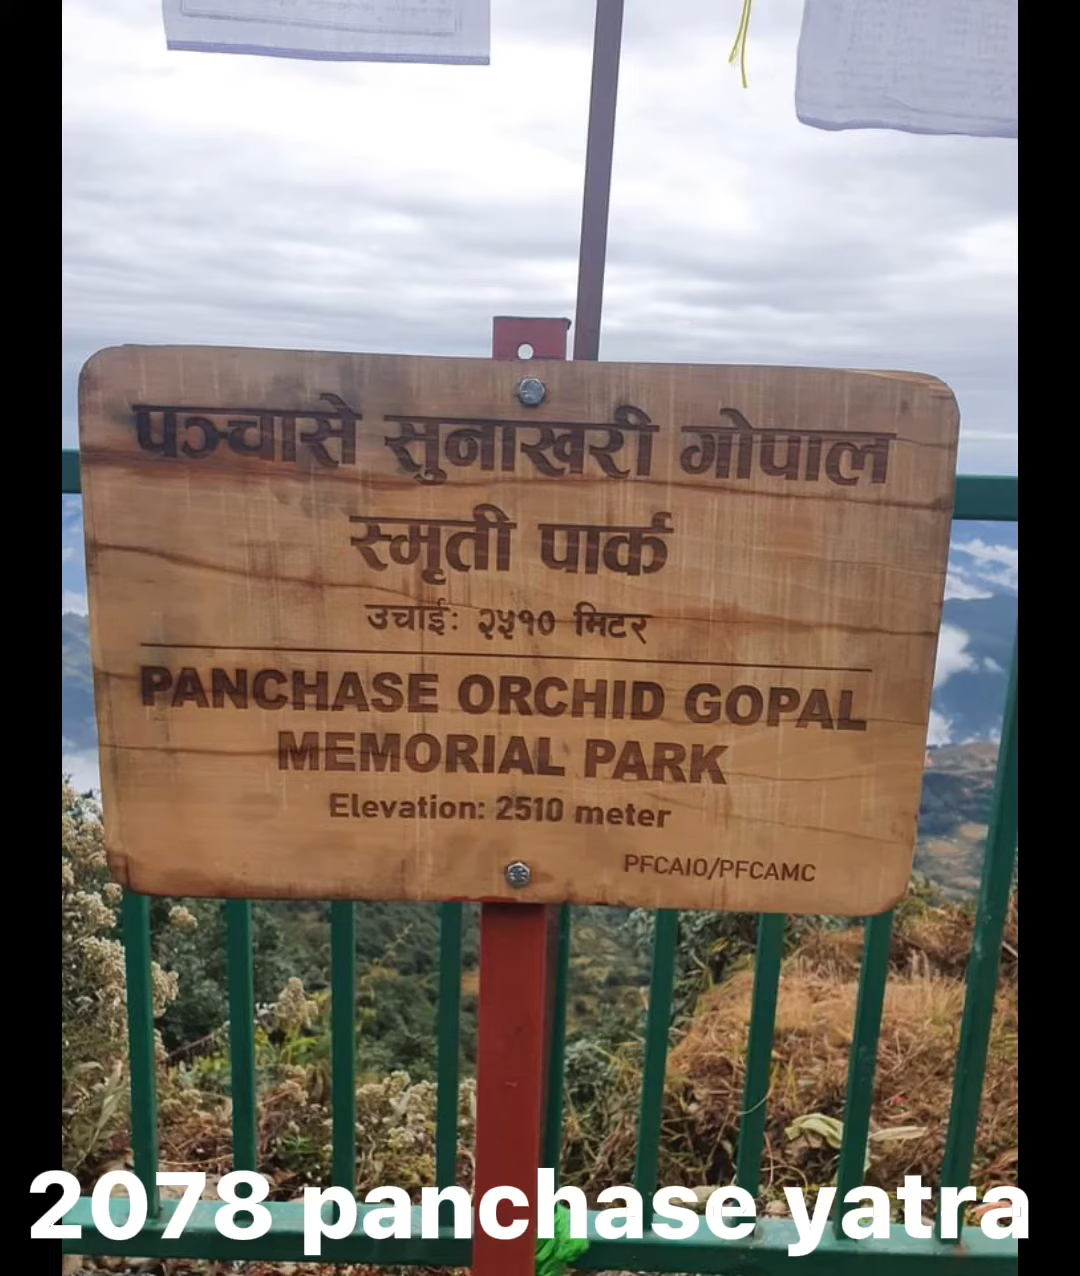 पञ्चासे सुनाखरी गोपाल
स्मृती पार्क
उचाई: २५१० मिटर
PANCHASE ORCHID GOPAL
MEMORIAL PARK
Elevation: 2510 meter
PFCAIO/PFCAMC
2078 panchase yatra